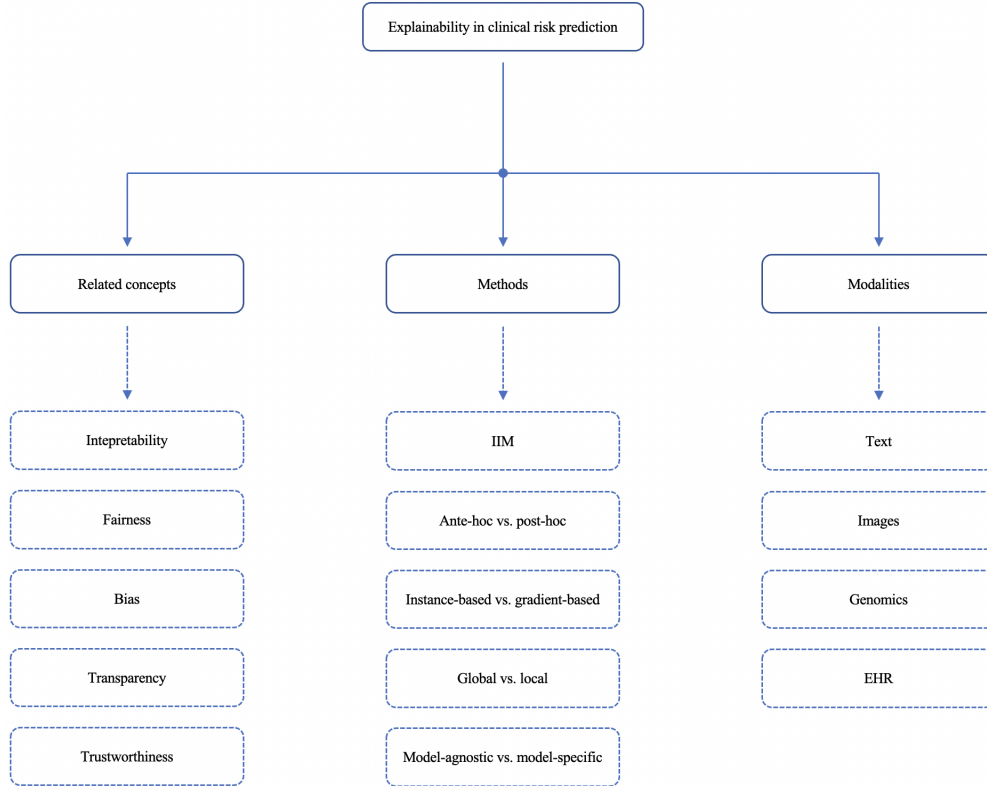 Explainability in clinical risk prediction
Related concepts
Methods
Modalities
Intepretability
IIM
Text
Fairness
Ante-hoc vs. post-hoc
Images
Bias
Instance-based vs. gradient-based
Genomics
Transparency
Global vs. local
EHR
Trustworthiness
Model-agnostic vs. model-specific